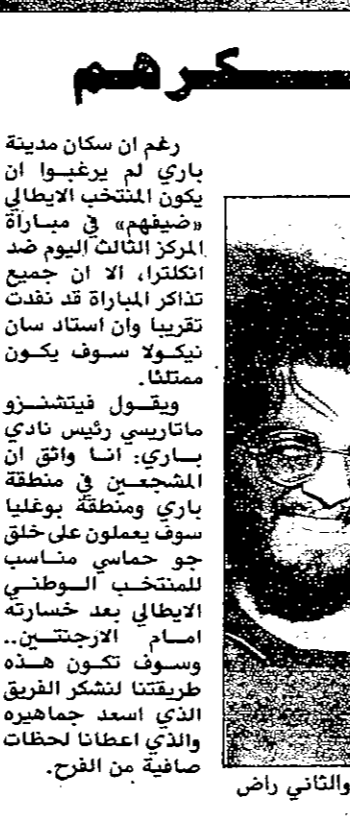 ـكرهم
رغم ان سكان مدينة
باري لم يرغبوا ان
يكون المنتخب الايطالي
«ضيفهم» في مباراة
المركز الثالث اليوم ضد
انكلترا، الا ان جميع
تذاكر المباراة قد نفدت
تقريبا وان استاد سان
نيكولا سوف يكون
ممتلئا.
ويقول فيتشنزو
ماتاريسي رئيس نادي
باري: انا واثق ان
المشجعين في منطقة
باري ومنطقة بوغليا
سوف يعملون على خلق
جو حماسي مناسب
للمنتخب الوطني
الايطالي بعد خسارته
امام الارجنتين..
وسوف تكون هذه
طريقتنا لنشكر الفريق
الذي اسعد جماهيره
والذي اعطانا لحظات
صافية من الفرح.
والثاني راض